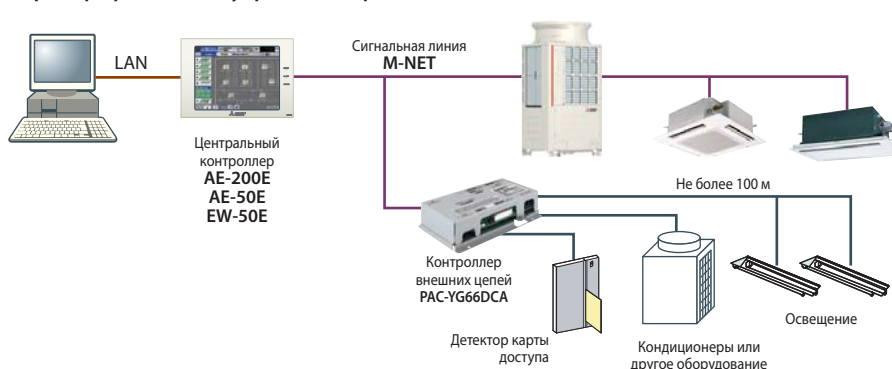 LAN
Сигнальная линия
M-NET
Центральный
контроллер
AE-200E
AE-50E
EW-50E
Не более 100 м
Контроллер
внешних цепей
PAC-YG66DCA
Детектор карты
доступа
Кондиционеры или
другое оборудование
Освещение